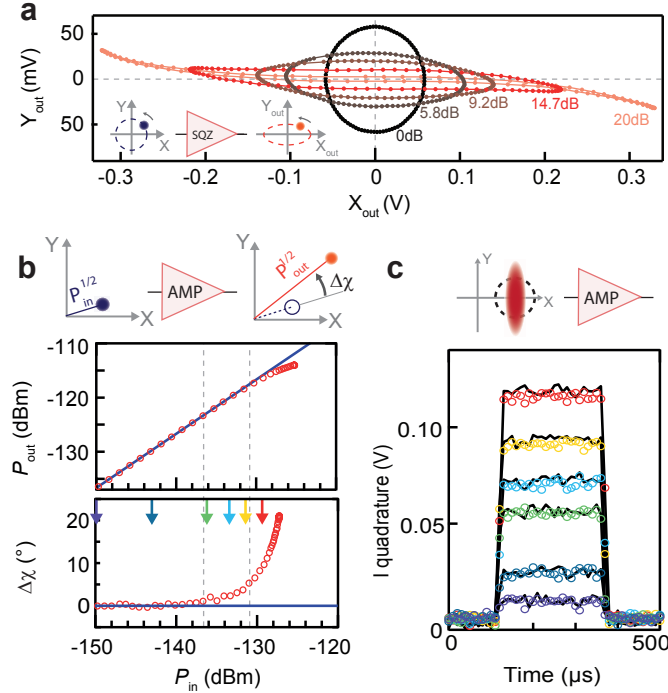 a
Y_out (mV)
50
0
50
Y
X
SQZ
Y_out
X_out
0dB
5.8dB
9.2dB
14.7dB
20dB
-0.3
-0.2
-0.1
0
0.1
0.2
0.3
X_out (V)
b
Y
P_in^1/2
X
AMP
Y
P_out^1/2
Δχ
X
-110
-120
-130
P_out (dBm)
20
10
0
Δχ (°)
-150
-140
-130
-120
P_in (dBm)
c
Y
X
AMP
I quadrature (V)
0.10
0.05
0
0
500
Time (µs)